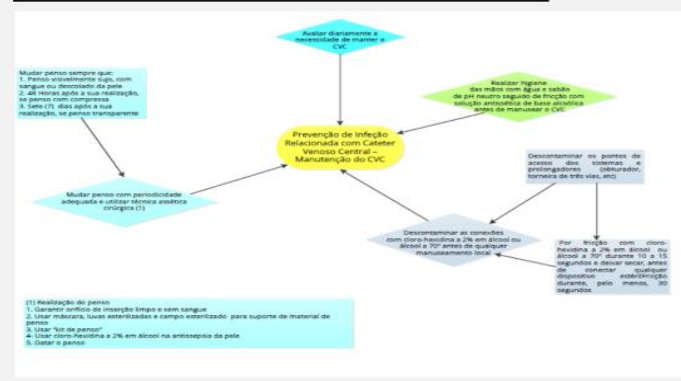 Avaliar diariamente a
necessidade de manter o
CVC
Mudar penso sempre que:
1. Penso visivelmente sujo, com
sangue ou descolado da pele
2. 48 Horas após a sua realização,
se penso com compressa
3. Sete (7) dias após a sua
realização, se penso transparente
Realizar higiene
das mãos com água e sabão
de pH neutro seguido de fricção com
solução antissética de base alcoólica
antes de manusear o CVC
Prevenção de Infeção
Relacionada com Cateter
Venoso Central –
Manutenção do CVC
Descontaminar os pontos de
acesso dos sistemas e
prolongadores (obturador,
torneira de três vias, etc)
Mudar penso com periodicidade
adequada e utilizar técnica assética
cirúrgica (1)
Descontaminar as conexões
com cloro-hexidina a 2% em álcool ou
álcool a 70° antes de qualquer
manuseamento local
Por fricção com cloro-
hexidina a 2% em álcool ou
álcool a 70° durante 10 a 15
segundos e deixar secar, antes
de conectar qualquer
dispositivo
durante, pelo menos, 30
segundos
(1) Realização do penso
1. Garantir orifício de inserção limpo e sem sangue
2. Usar máscara, luvas esterilizadas e campo esterilizado para suporte de material de
penso
3. Usar "kit de penso"
4. Usar cloro-hexidina a 2% em álcool na antissepsia da pele
5. Datar o penso